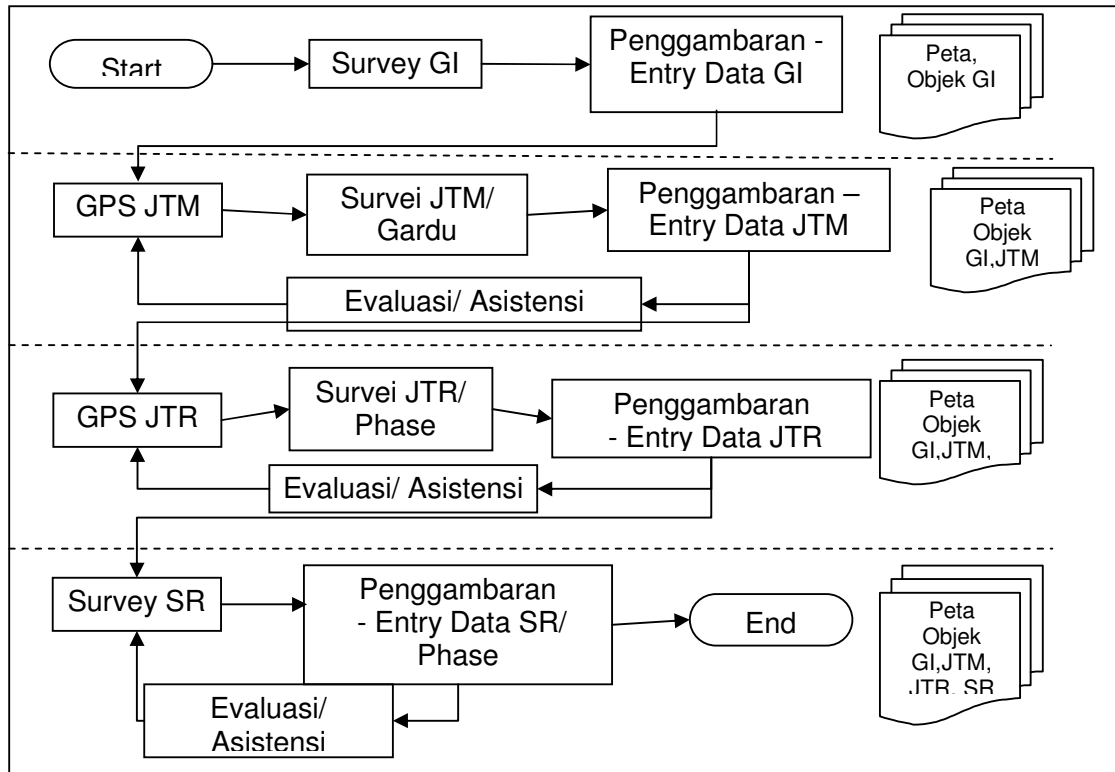 Start
Survey GI
Penggambaran -
Entry Data GI
Peta,
Objek GI
GPS JTM
Survei JTM/
Gardu
Penggambaran –
Entry Data JTM
Peta
Objek
GI,JTM
Evaluasi/ Asistensi
GPS JTR
Survei JTR/
Phase
Penggambaran
- Entry Data JTR
Peta
Objek
GI,JTM,
Evaluasi/ Asistensi
Survey SR
Penggambaran
- Entry Data SR/
Phase
End
Peta
Objek
GI,JTM,
JTR, SR
Evaluasi/
Asistensi